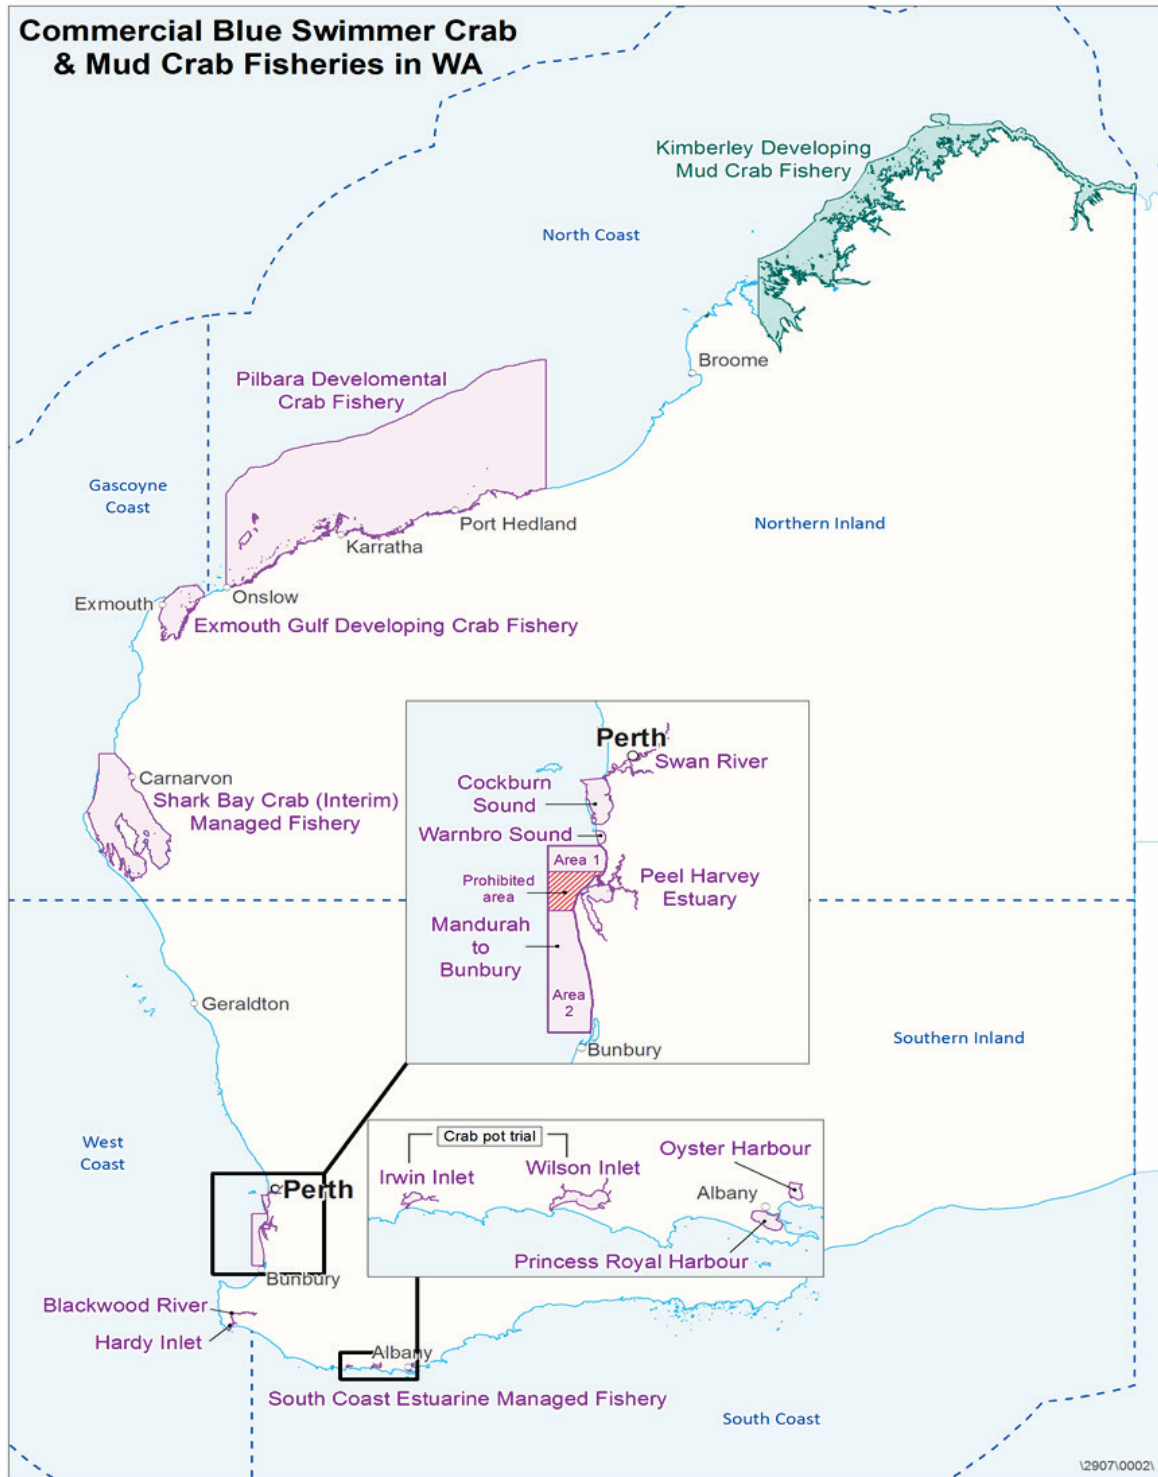 Commercial Blue Swimmer Crab
& Mud Crab Fisheries in WA
Kimberley Developing
Mud Crab Fishery
North Coast
Broome
Pilbara Develomental
Crab Fishery
Gascoyne
Coast
Port Hedland
Northern Inland
Karratha
Onslow
Exmouth
Exmouth Gulf Developing Crab Fishery
Carnarvon
Shark Bay Crab (Interim)
Managed Fishery
Perth
Swan River
Cockburn
Sound
Warnbro Sound
Area 1
Prohibited
area
Peel Harvey
Estuary
Mandurah
to
Bunbury
Area
2
Bunbury
Geraldton
Southern Inland
West
Coast
Crab pot trial
Irwin Inlet
Wilson Inlet
Oyster Harbour
Albany
Princess Royal Harbour
Perth
Bunbury
Blackwood River
Hardy Inlet
Albany
South Coast Estuarine Managed Fishery
South Coast
\2907\0002\